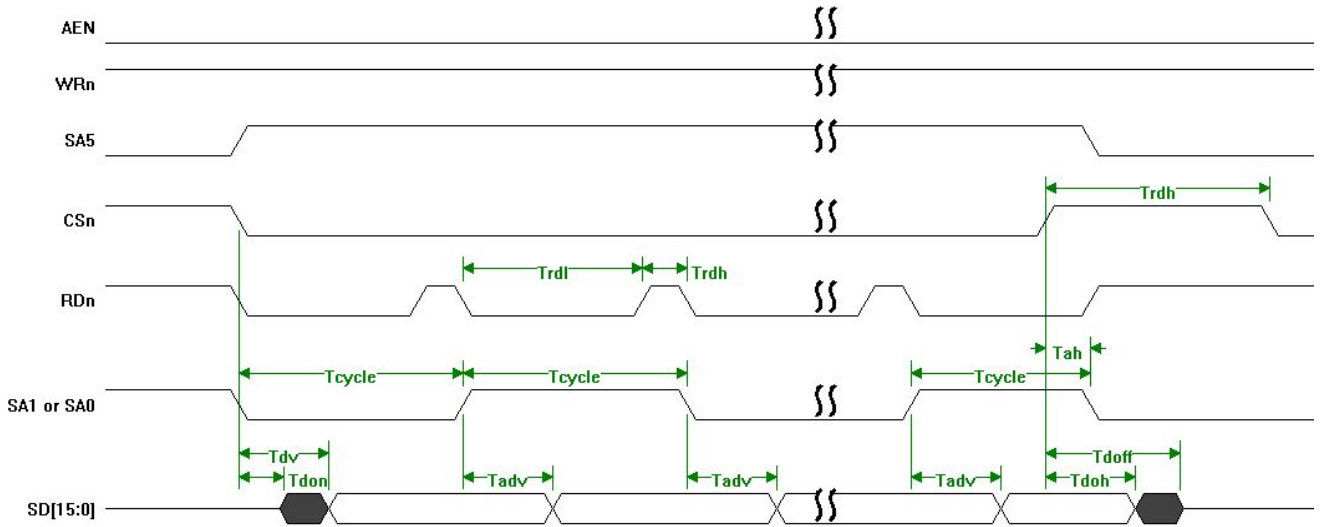 AEN
WRn
SA5
CSn
Trdh
RDn
Trdl
Trdh
Tah
Tcycle
Tcycle
Tcycle
SA1 or SA0
Tdv
Tdoff
Tdon
Tadv
Tadv
Tadv
Tdoh
SD[15:0]